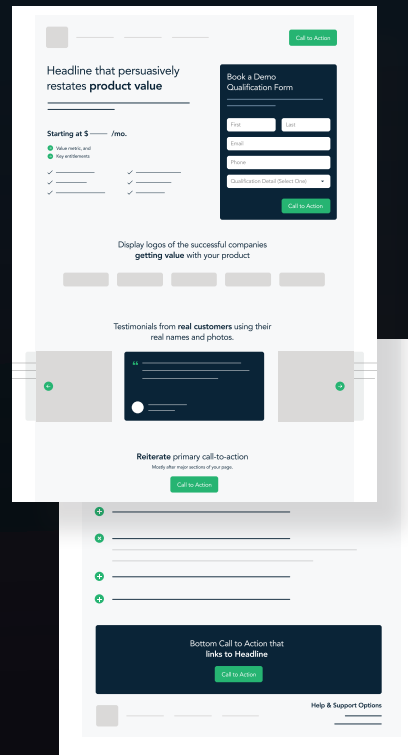 Call to Action
Headline that persuasively
restates product value
Starting at $ /mo.
Value metric, and
Key entitlements
Book a Demo
Qualification Form
First
Last
Email
Phone
Qualification Detail (Select One)
Call to Action
Display logos of the successful companies
getting value with your product
Testimonials from real customers using their
real names and photos.
“
Reiterate primary call-to-action
Mostly after major sections of your page.
Call to Action
Bottom Call to Action that
links to Headline
Call to Action
Help & Support Options